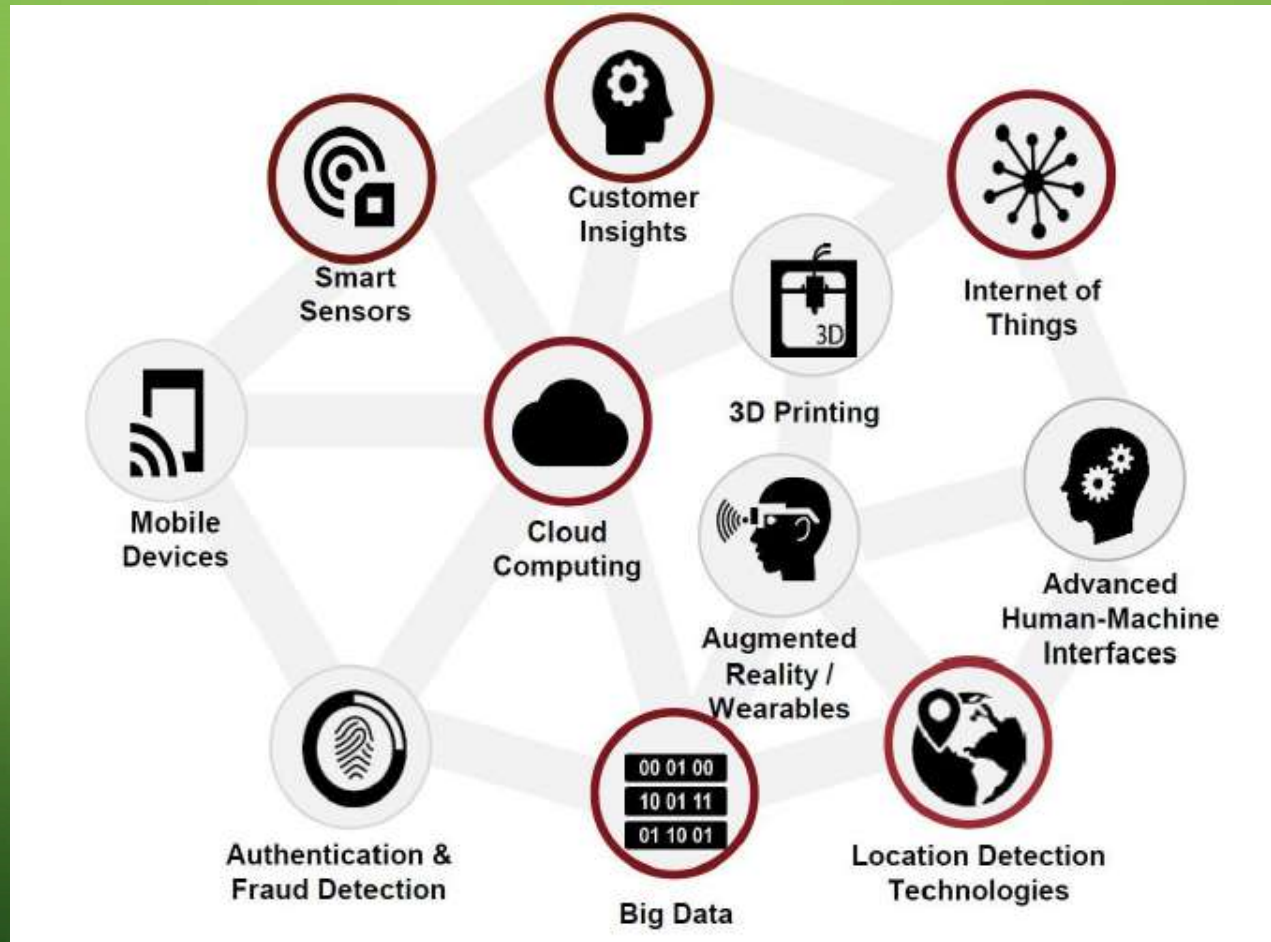 Customer
Insights
Smart
Sensors
Internet of
Things
3D
3D Printing
Mobile
Devices
Cloud
Computing
Augmented
Reality /
Wearables
Advanced
Human-Machine
Interfaces
Authentication &
Fraud Detection
00 01 00
10 01 11
01 10 01
Big Data
Location Detection
Technologies